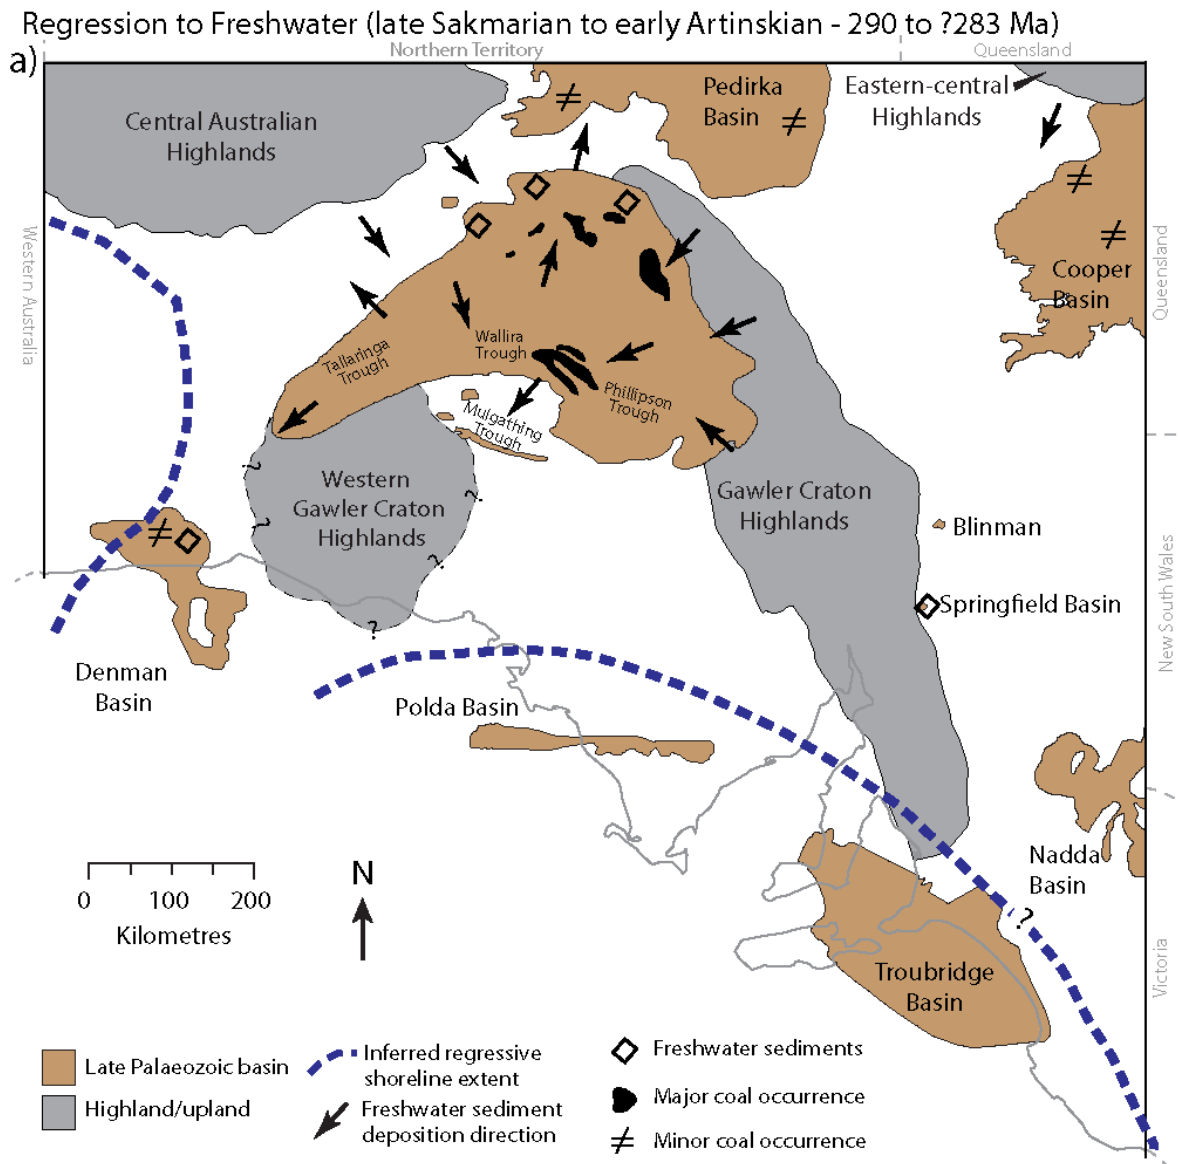 Regression to Freshwater (late Sakmarian to early Artinskian - 290 to ?283 Ma)
a)
Northern Territory
Queensland
Central Australian
Highlands
Pedirka
Basin
Eastern-central
Highlands
Western Australia
Queensland
Cooper
Basin
Tallaringa
Trough
Wallira
Trough
Phillipson
Trough
Mulgathing
Trough
Western
Gawler Craton
Highlands
?
?
?
?
?
Gawler Craton
Highlands
Blinman
Springfield Basin
New South Wales
Denman
Basin
Polda Basin
Nadda
Basin
?
Troubridge
Basin
Victoria
N
0 100 200
Kilometres
Late Palaeozoic basin
Highland/upland
Inferred regressive
shoreline extent
Freshwater sediment
deposition direction
Freshwater sediments
Major coal occurrence
Minor coal occurrence